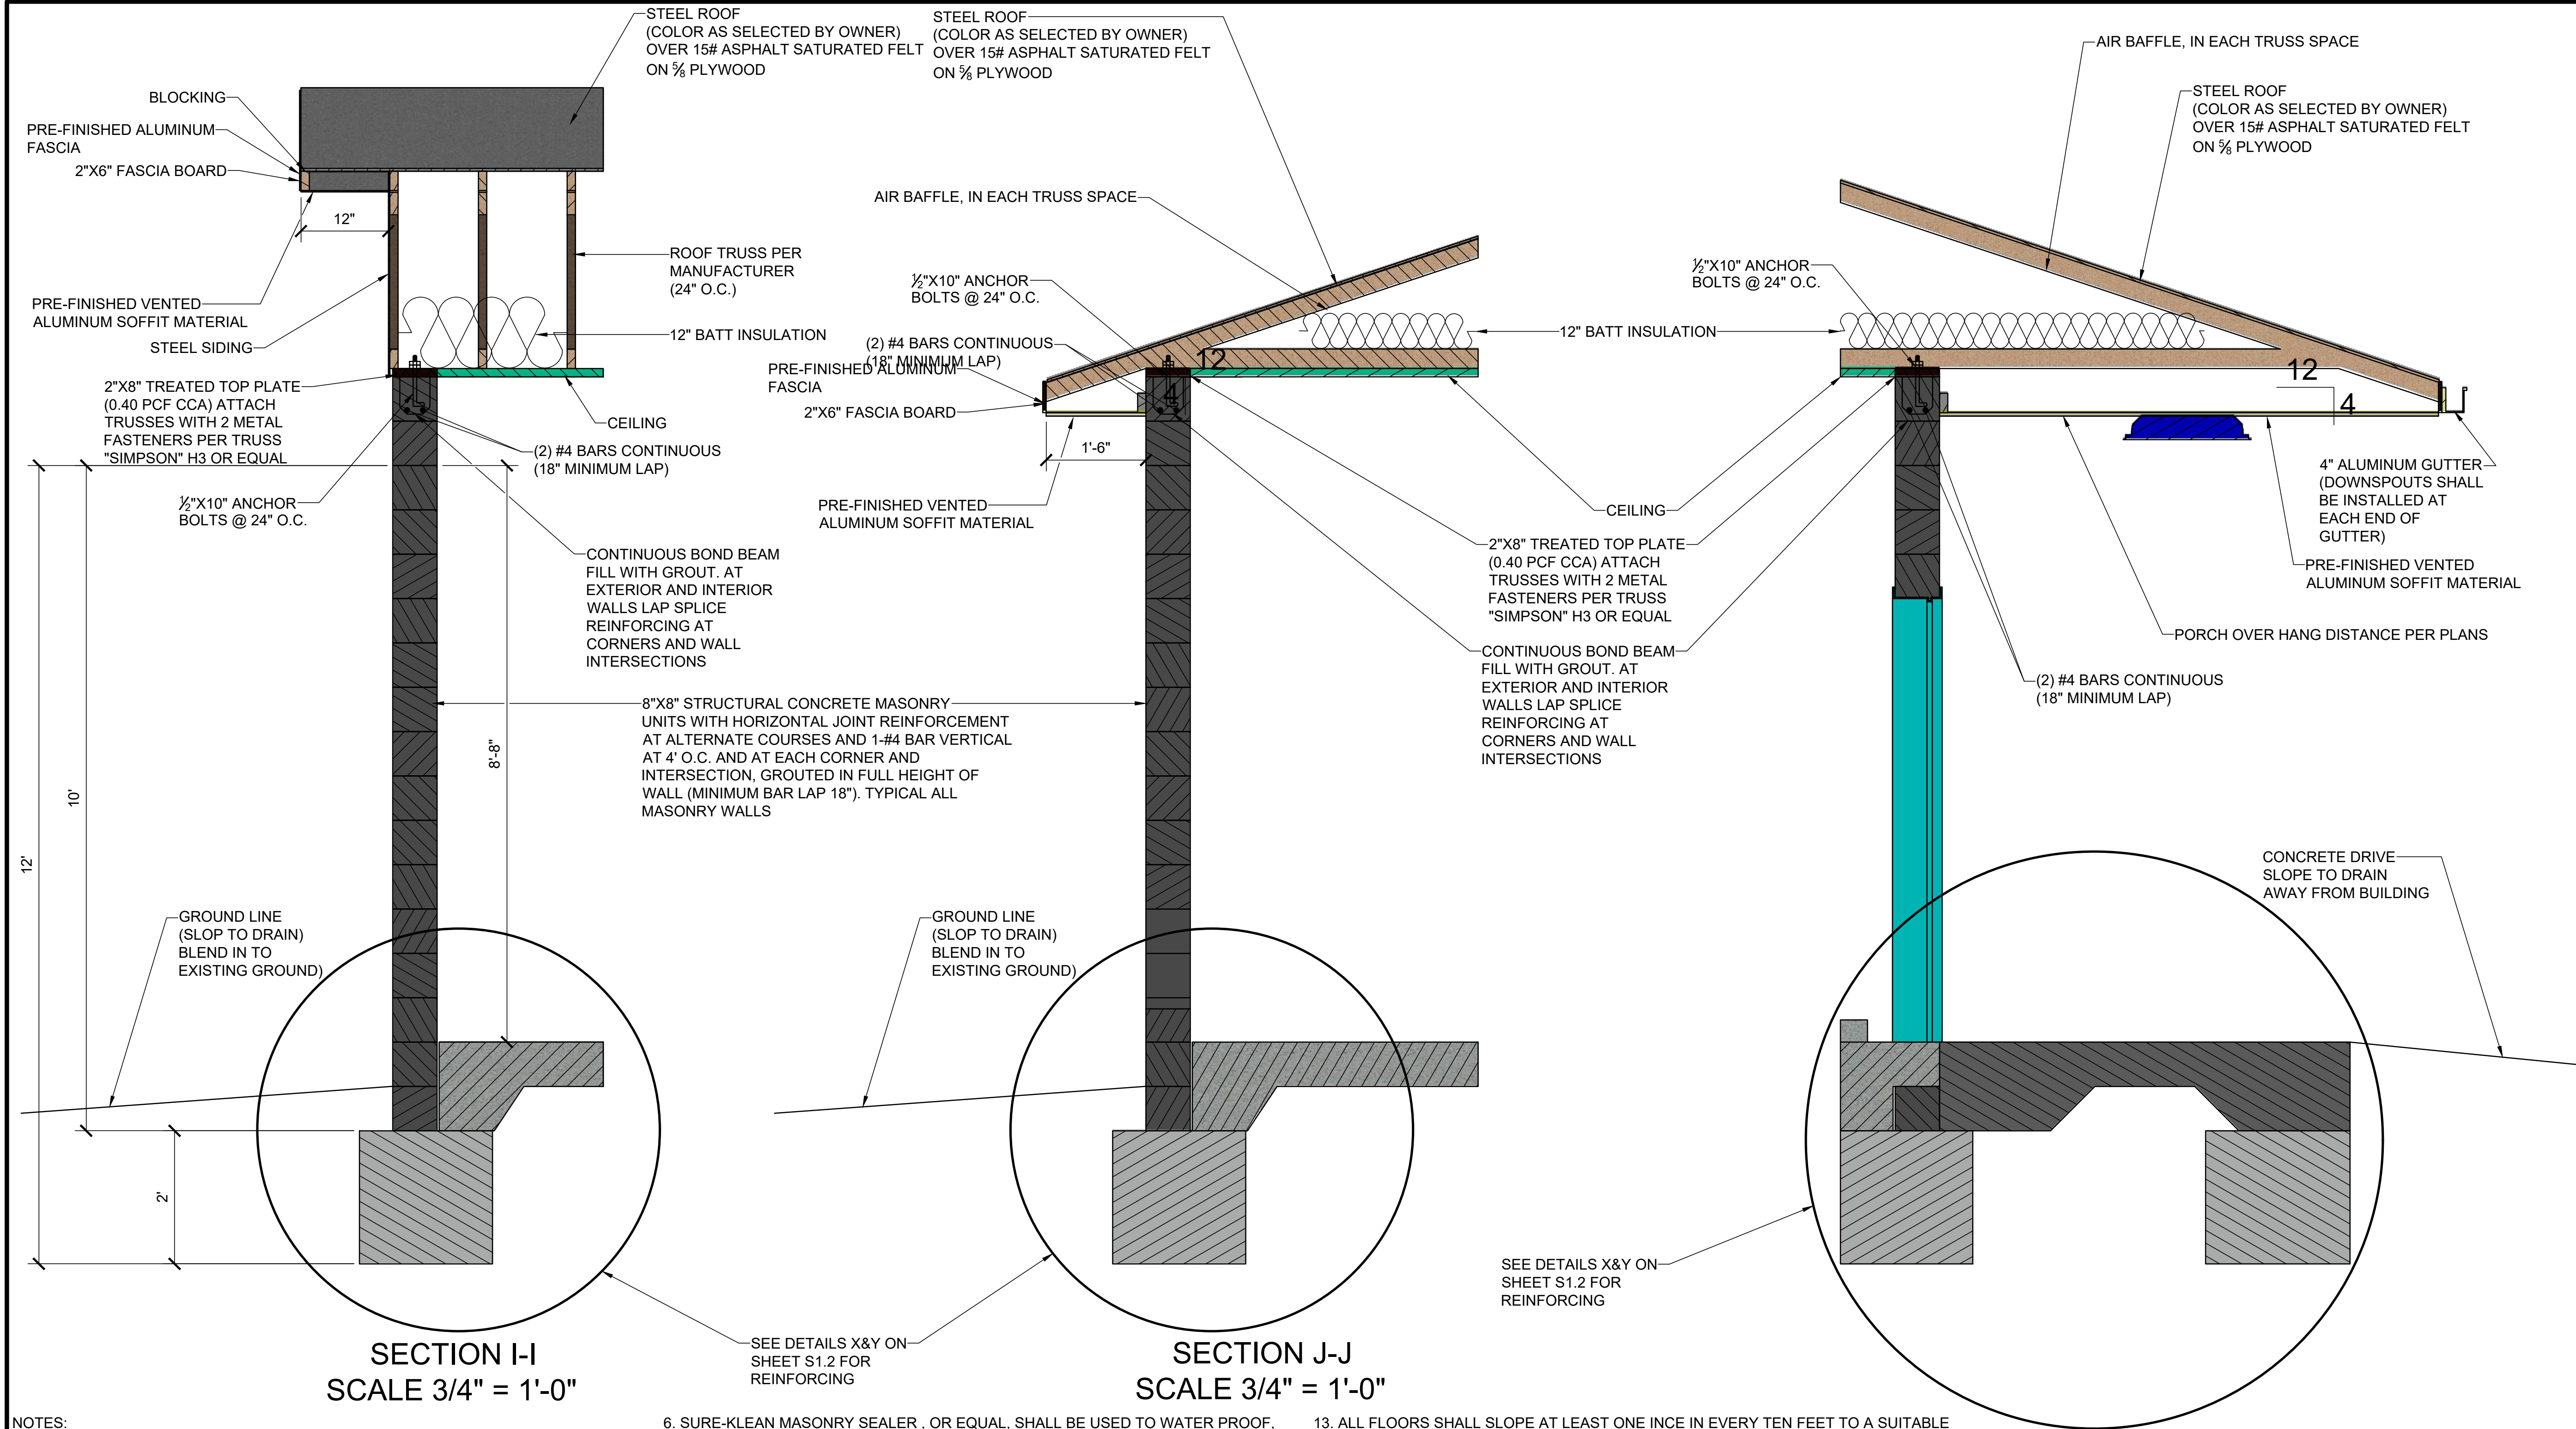 STEEL ROOF
(COLOR AS SELECTED BY OWNER)
OVER 15# ASPHALT SATURATED FELT
ON ⅝ PLYWOOD
BLOCKING
PRE-FINISHED ALUMINUM
FASCIA
2"X6" FASCIA BOARD
12"
PRE-FINISHED VENTED
ALUMINUM SOFFIT MATERIAL
STEEL SIDING
ROOF TRUSS PER
MANUFACTURER
(24" O.C.)
12" BATT INSULATION
2"X8" TREATED TOP PLATE
(0.40 PCF CCA) ATTACH
TRUSSES WITH 2 METAL
FASTENERS PER TRUSS
"SIMPSON" H3 OR EQUAL
CEILING
(2) #4 BARS CONTINUOUS
(18" MINIMUM LAP)
½"X10" ANCHOR
BOLTS @ 24" O.C.
CONTINUOUS BOND BEAM
FILL WITH GROUT. AT
EXTERIOR AND INTERIOR
WALLS LAP SPLICE
REINFORCING AT
CORNERS AND WALL
INTERSECTIONS
8"X8" STRUCTURAL CONCRETE MASONRY
UNITS WITH HORIZONTAL JOINT REINFORCEMENT
AT ALTERNATE COURSES AND 1-#4 BAR VERTICAL
AT 4' O.C. AND AT EACH CORNER AND
INTERSECTION, GROUTED IN FULL HEIGHT OF
WALL (MINIMUM BAR LAP 18"). TYPICAL ALL
MASONRY WALLS
8'-8"
10'
12'
2'
GROUND LINE
(SLOP TO DRAIN)
BLEND IN TO
EXISTING GROUND)
SECTION I-I
SCALE 3/4" = 1'-0"
SEE DETAILS X&Y ON
SHEET S1.2 FOR
REINFORCING
STEEL ROOF
(COLOR AS SELECTED BY OWNER)
OVER 15# ASPHALT SATURATED FELT
ON ⅝ PLYWOOD
AIR BAFFLE, IN EACH TRUSS SPACE
½"X10" ANCHOR
BOLTS @ 24" O.C.
(2) #4 BARS CONTINUOUS
(18" MINIMUM LAP)
PRE-FINISHED ALUMINUM
FASCIA
2"X6" FASCIA BOARD
12
4
1'-6"
PRE-FINISHED VENTED
ALUMINUM SOFFIT MATERIAL
12" BATT INSULATION
CEILING
2"X8" TREATED TOP PLATE
(0.40 PCF CCA) ATTACH
TRUSSES WITH 2 METAL
FASTENERS PER TRUSS
"SIMPSON" H3 OR EQUAL
CONTINUOUS BOND BEAM
FILL WITH GROUT. AT
EXTERIOR AND INTERIOR
WALLS LAP SPLICE
REINFORCING AT
CORNERS AND WALL
INTERSECTIONS
GROUND LINE
(SLOP TO DRAIN)
BLEND IN TO
EXISTING GROUND)
SECTION J-J
SCALE 3/4" = 1'-0"
AIR BAFFLE, IN EACH TRUSS SPACE
STEEL ROOF
(COLOR AS SELECTED BY OWNER)
OVER 15# ASPHALT SATURATED FELT
ON ⅝ PLYWOOD
½"X10" ANCHOR
BOLTS @ 24" O.C.
12
4
4" ALUMINUM GUTTER
(DOWNSPOUTS SHALL
BE INSTALLED AT
EACH END OF
GUTTER)
PRE-FINISHED VENTED
ALUMINUM SOFFIT MATERIAL
PORCH OVER HANG DISTANCE PER PLANS
(2) #4 BARS CONTINUOUS
(18" MINIMUM LAP)
CONCRETE DRIVE
SLOPE TO DRAIN
AWAY FROM BUILDING
SEE DETAILS X&Y ON
SHEET S1.2 FOR
REINFORCING
NOTES:
6. SURE-KLEAN MASONRY SEALER , OR EQUAL, SHALL BE USED TO WATER PROOF,
13. ALL FLOORS SHALL SLOPE AT LEAST ONE INCE IN EVERY TEN FEET TO A SUITABLE